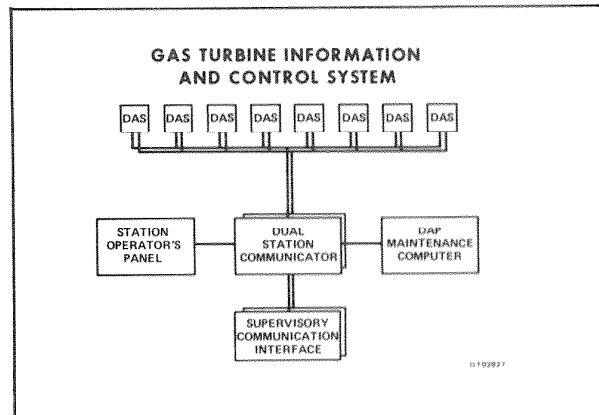 GAS TURBINE INFORMATION
AND CONTROL SYSTEM
DAS DAS DAS DAS DAS DAS DAS DAS
STATION
OPERATOR'S
PANEL
DUAL
STATION
COMMUNICATOR
DAP
MAINTENANCE
COMPUTER
SUPERVISORY
COMMUNICATION
INTERFACE